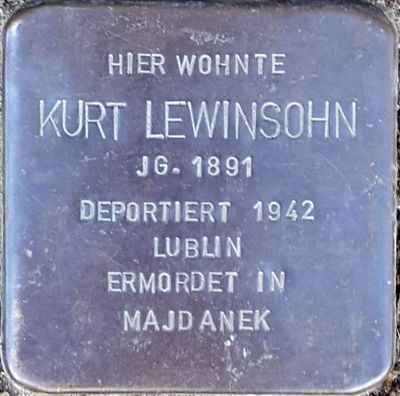 HIER WOHNTE
KURT LEWINSOHN
JG. 1891
DEPORTIERT 1942
LUBLIN
ERMORDET IN
MAJDANEK